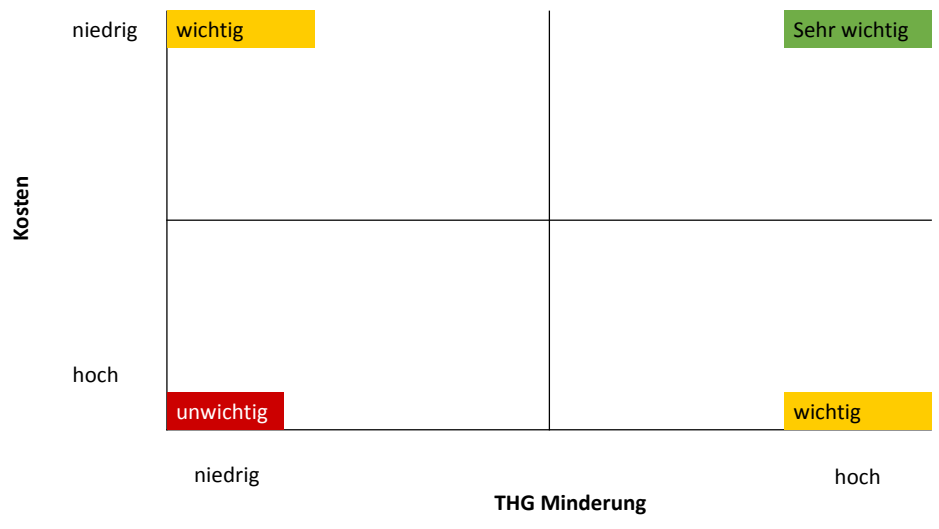 niedrig
wichtig
Sehr wichtig
Kosten
hoch
unwichtig
wichtig
niedrig
hoch
THG Minderung